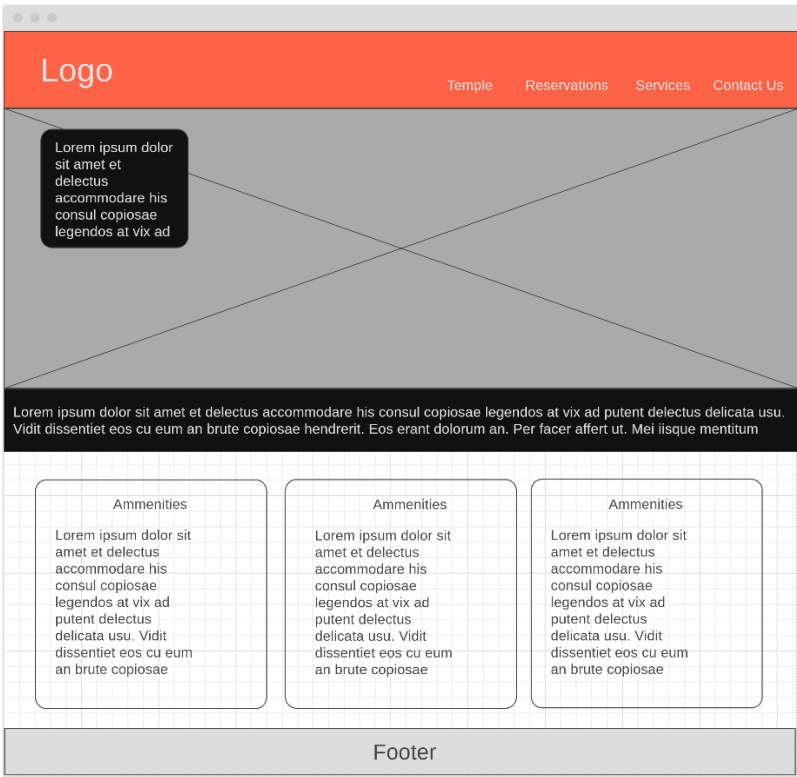 Logo
Temple Reservations Services Contact Us
Lorem ipsum dolor
sit amet et
delectus
accommodare his
consul copiosae
legendos at vix ad
Lorem ipsum dolor sit amet et delectus accommodare his consul copiosae legendos at vix ad putent delectus delicata usu.
Vidit dissentiet eos cu eum an brute copiosae hendrerit. Eos erant dolorum an. Per facer affert ut. Mei iisque mentitum
Ammenities
Lorem ipsum dolor sit
amet et delectus
accommodare his
consul copiosae
legendos at vix ad
putent delectus
delicata usu. Vidit
dissentiet eos cu eum
an brute copiosae
Ammenities
Lorem ipsum dolor sit
amet et delectus
accommodare his
consul copiosae
legendos at vix ad
putent delectus
delicata usu. Vidit
dissentiet eos cu eum
an brute copiosae
Ammenities
Lorem ipsum dolor sit
amet et delectus
accommodare his
consul copiosae
legendos at vix ad
putent delectus
delicata usu. Vidit
dissentiet eos cu eum
an brute copiosae
Footer